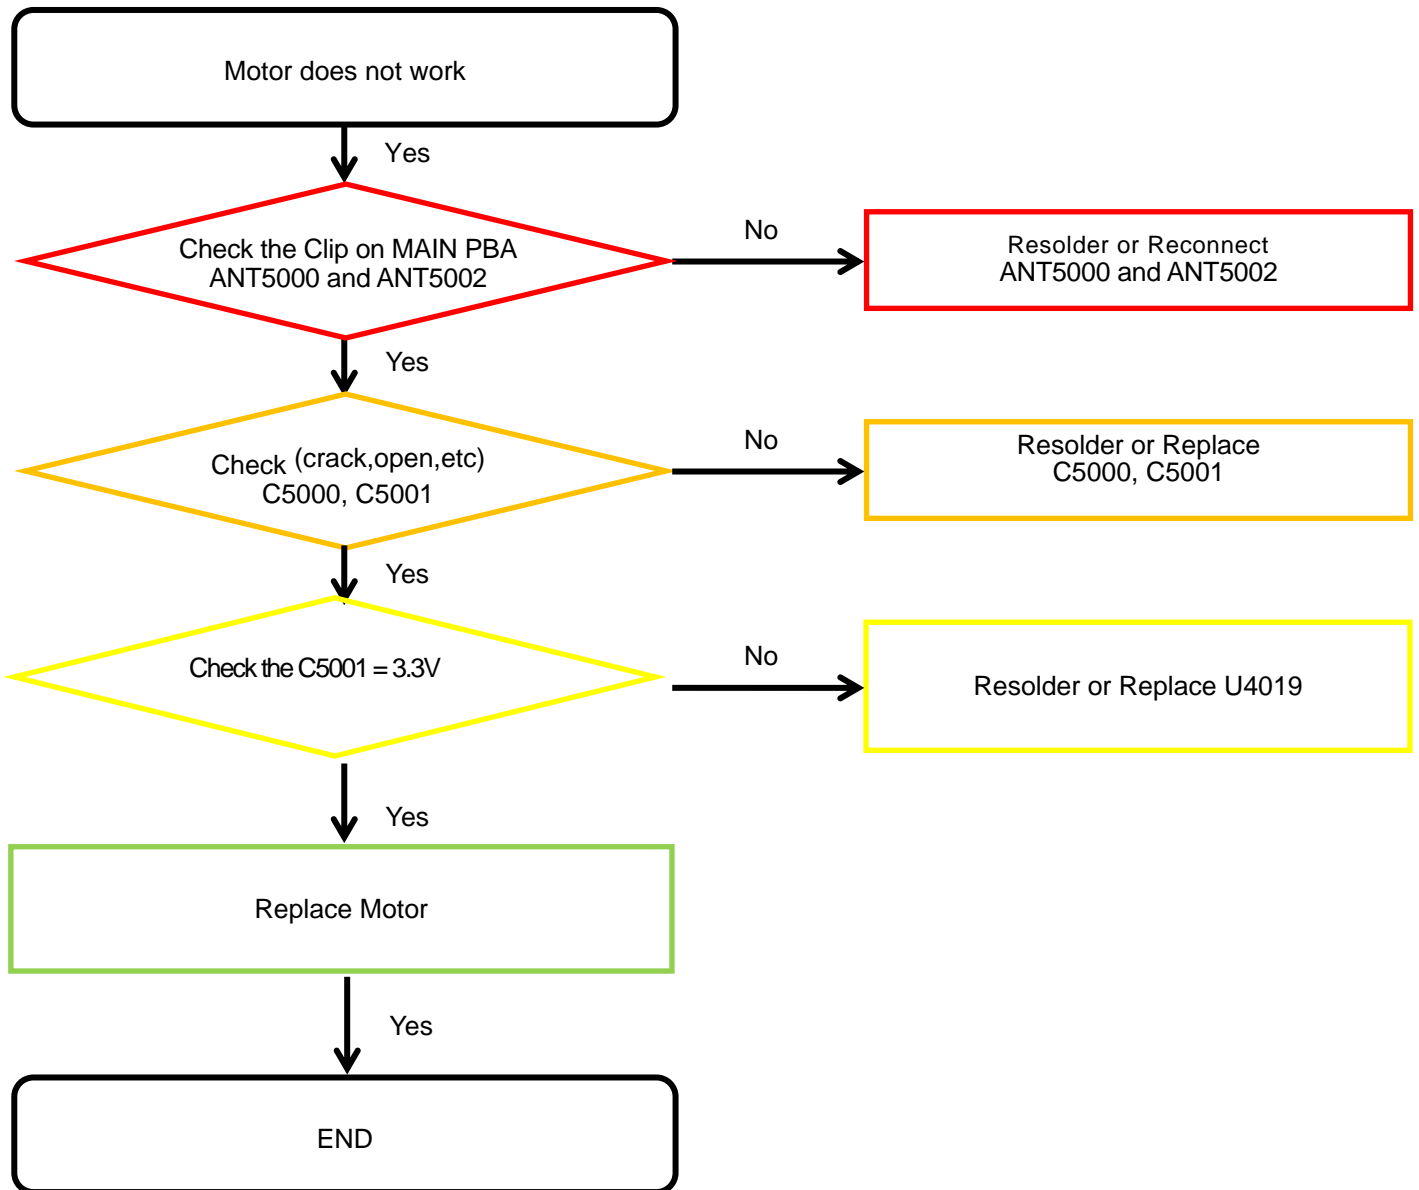 Motor does not work
Yes
Check the Clip on MAIN PBA
ANT5000 and ANT5002
No
Resolder or Reconnect
ANT5000 and ANT5002
Yes
Check (crack,open,etc)
C5000, C5001
No
Resolder or Replace
C5000, C5001
Yes
Check the C5001 = 3.3V
No
Resolder or Replace U4019
Yes
Replace Motor
Yes
END